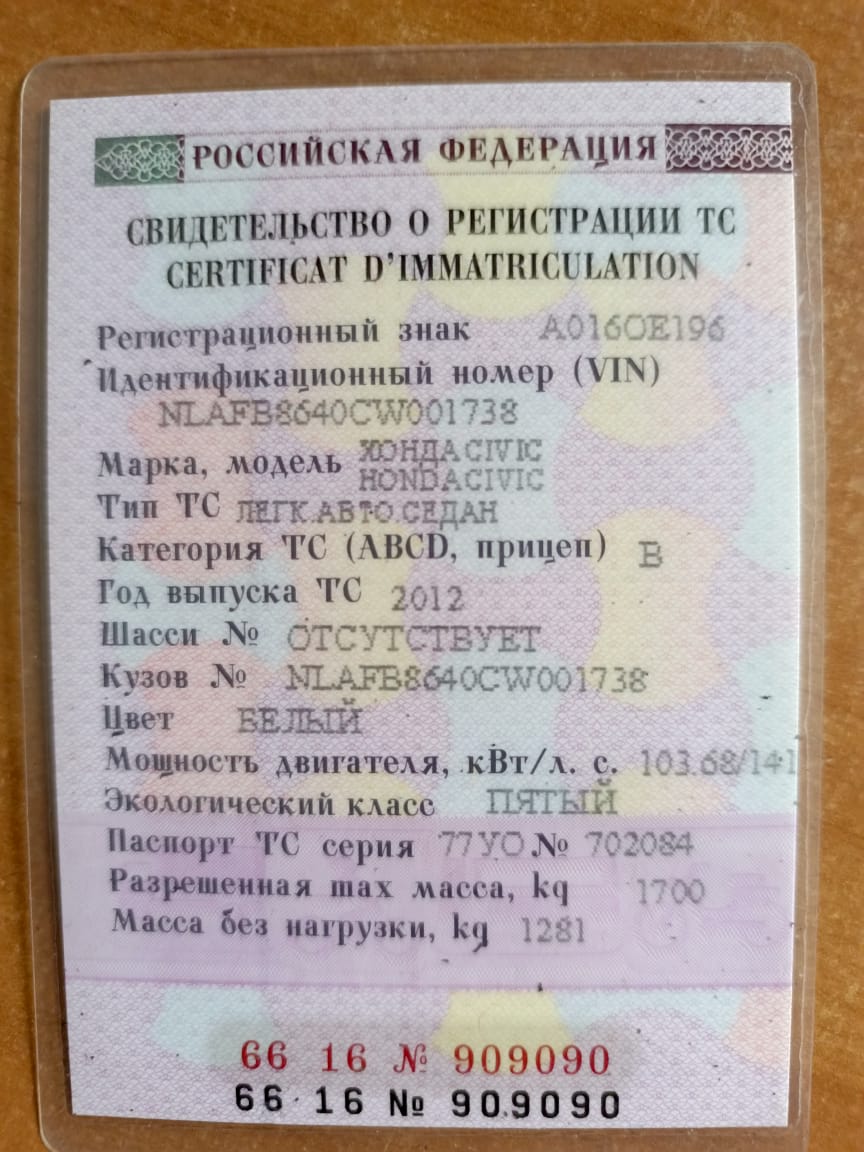 РОССИЙСКАЯ ФЕДЕРАЦИЯ
СВИДЕТЕЛЬСТВО О РЕГИСТРАЦИИ ТС
CERTIFICAT D'IMMATRICULATION
Регистрационный знак А016ОЕ196
Идентификационный номер (VIN)
NLAFB8640CW001738
Марка, модель ХОНДА CIVIC
HONDA CIVIC
Тип ТС ЛЕГК.АВТО.СЕДАН
Категория ТС (ABCD, прицеп) B
Год выпуска ТС 2012
Шасси № ОТСУТСТВУЕТ
Кузов № NLAFB8640CW001738
Цвет БЕЛЫЙ
Мощность двигателя, кВт/л. с. 103.68/141
Экологический класс ПЯТЫЙ
Паспорт ТС серия 77УО № 702084
Разрешенная max масса, kg 1700
Масса без нагрузки, kg 1281
66 16 № 909090
66 16 № 909090